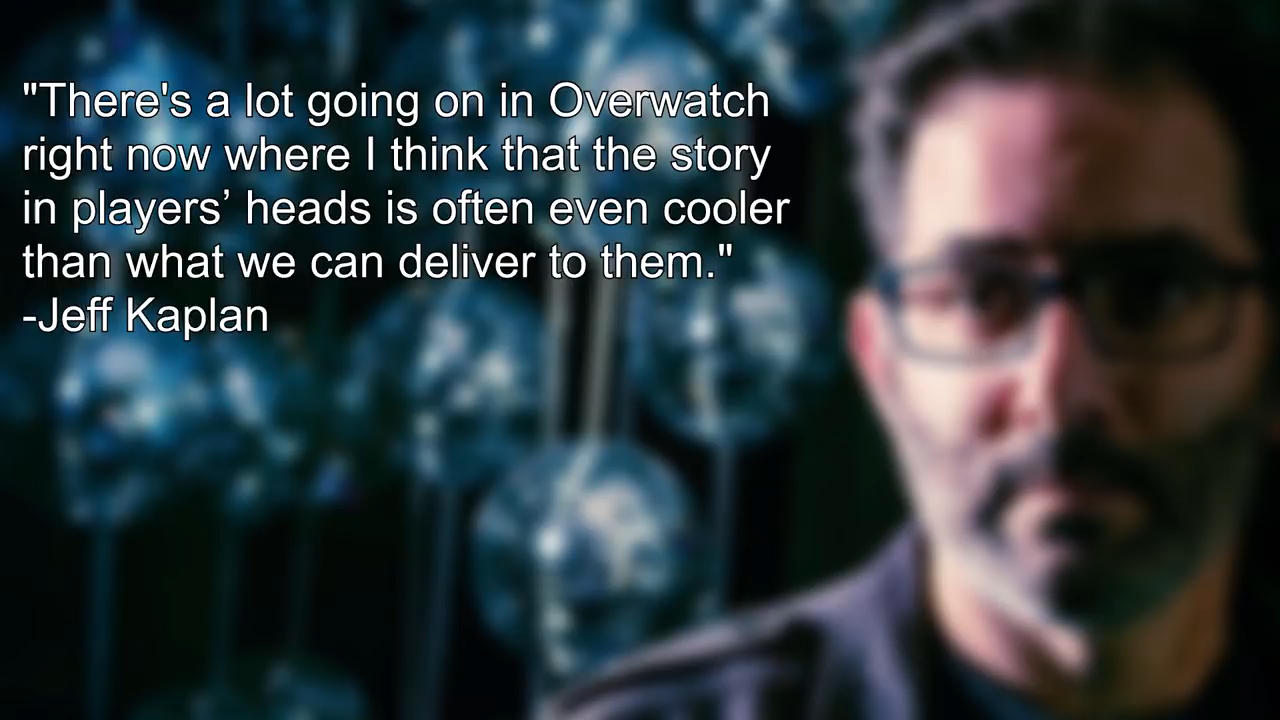 "There's a lot going on in Overwatch
right now where I think that the story
in players’ heads is often even cooler
than what we can deliver to them."
-Jeff Kaplan